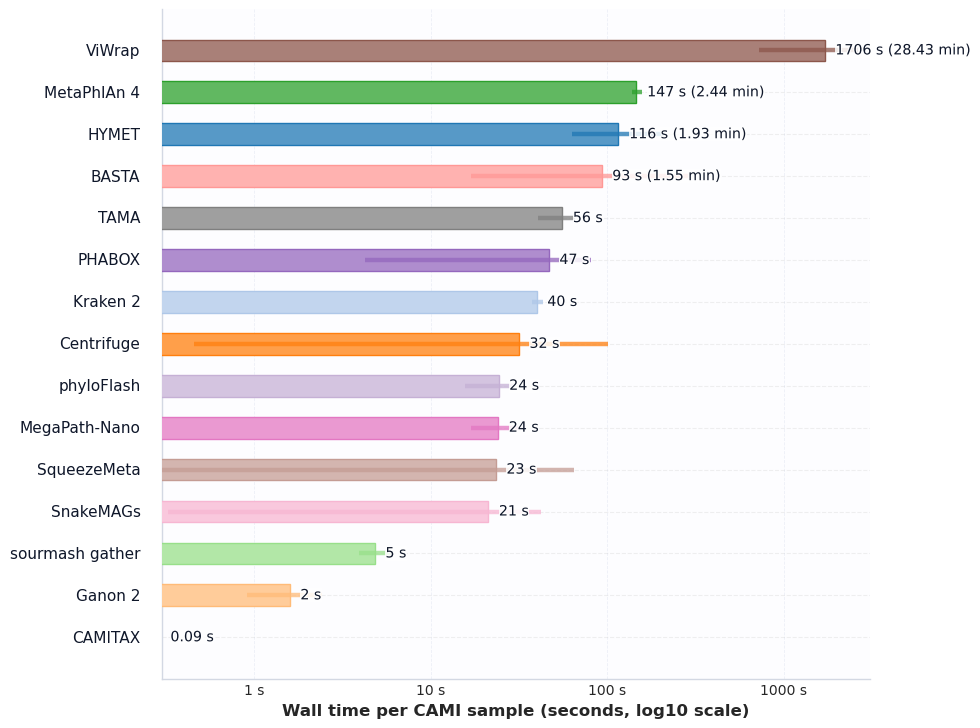 ViWrap 1706 s (28.43 min)
MetaPhlAn 4 147 s (2.44 min)
HYMET 116 s (1.93 min)
BASTA 93 s (1.55 min)
TAMA 56 s
PHABOX 47 s
Kraken 2 40 s
Centrifuge 32 s
phyloFlash 24 s
MegaPath-Nano 24 s
SqueezeMeta 23 s
SnakeMAGs 21 s
sourmash gather 5 s
Ganon 2 2 s
CAMITAX 0.09 s
1 s 10 s 100 s 1000 s
Wall time per CAMI sample (seconds, log10 scale)